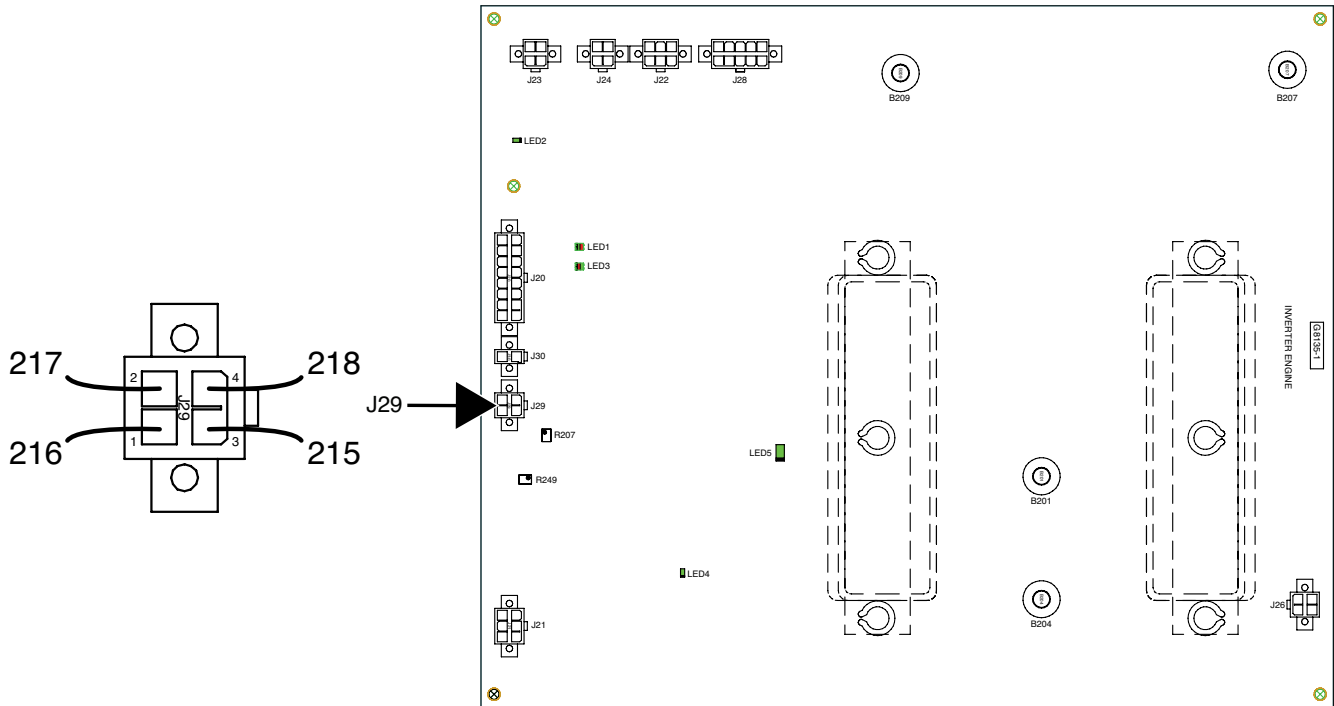 J23
J24
J22
J28
B209
B207
LED2
LED1
LED3
J20
J30
J29
J29
R207
R249
LED5
LED4
J21
B201
B204
J26
INVERTER ENGINE
G8135-1
217
218
216
215
2
4
J29
1
3